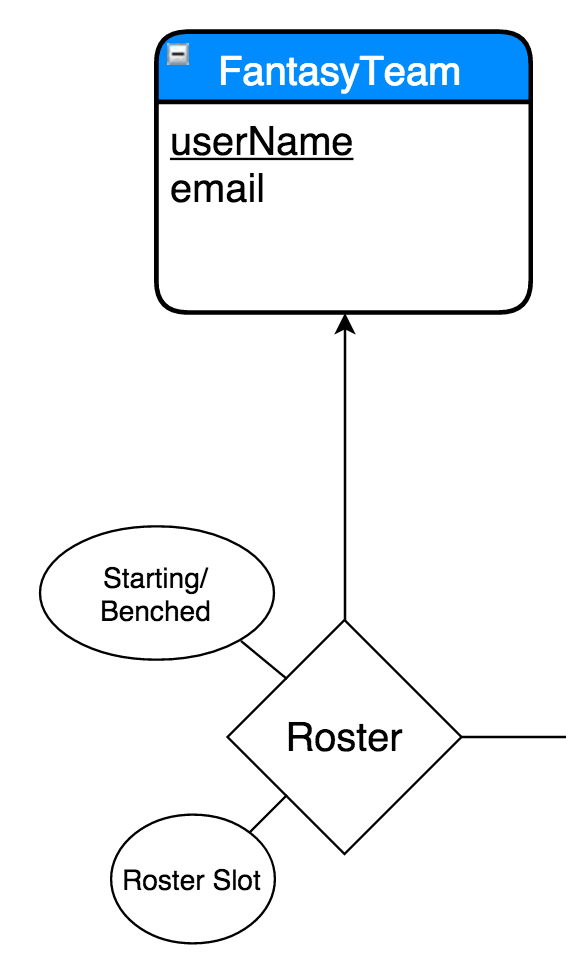 FantasyTeam
userName
email
Starting/
Benched
Roster
Roster Slot